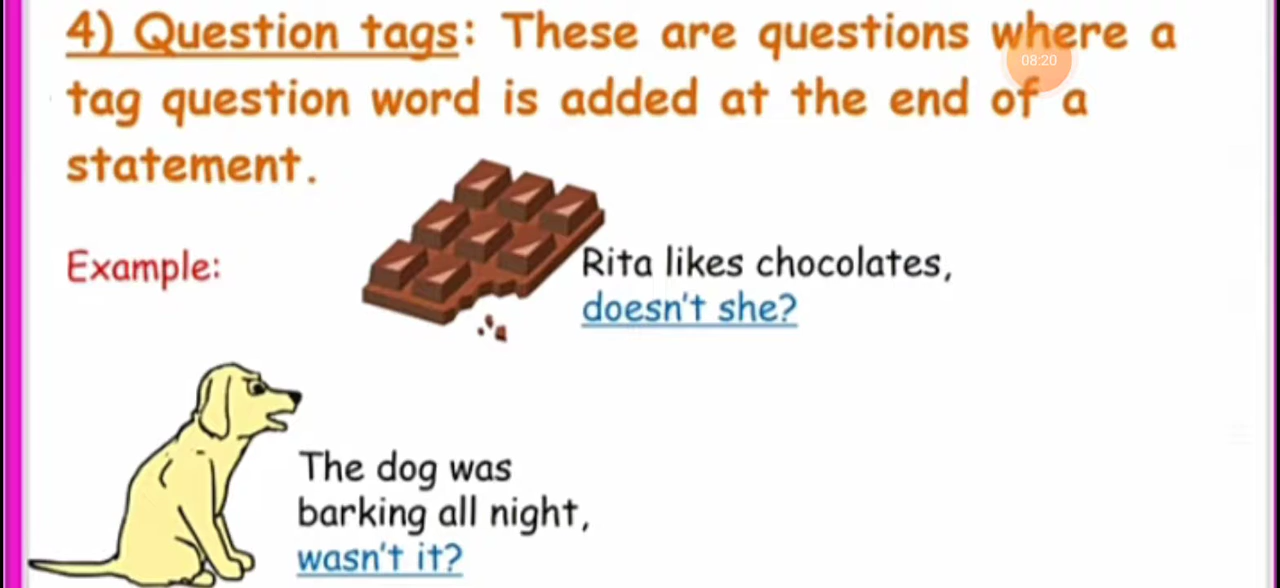 4) Question tags: These are questions where a
08:20
tag question word is added at the end of a
statement.
Example:
Rita likes chocolates,
doesn't she?
The dog was
barking all night,
wasn't it?